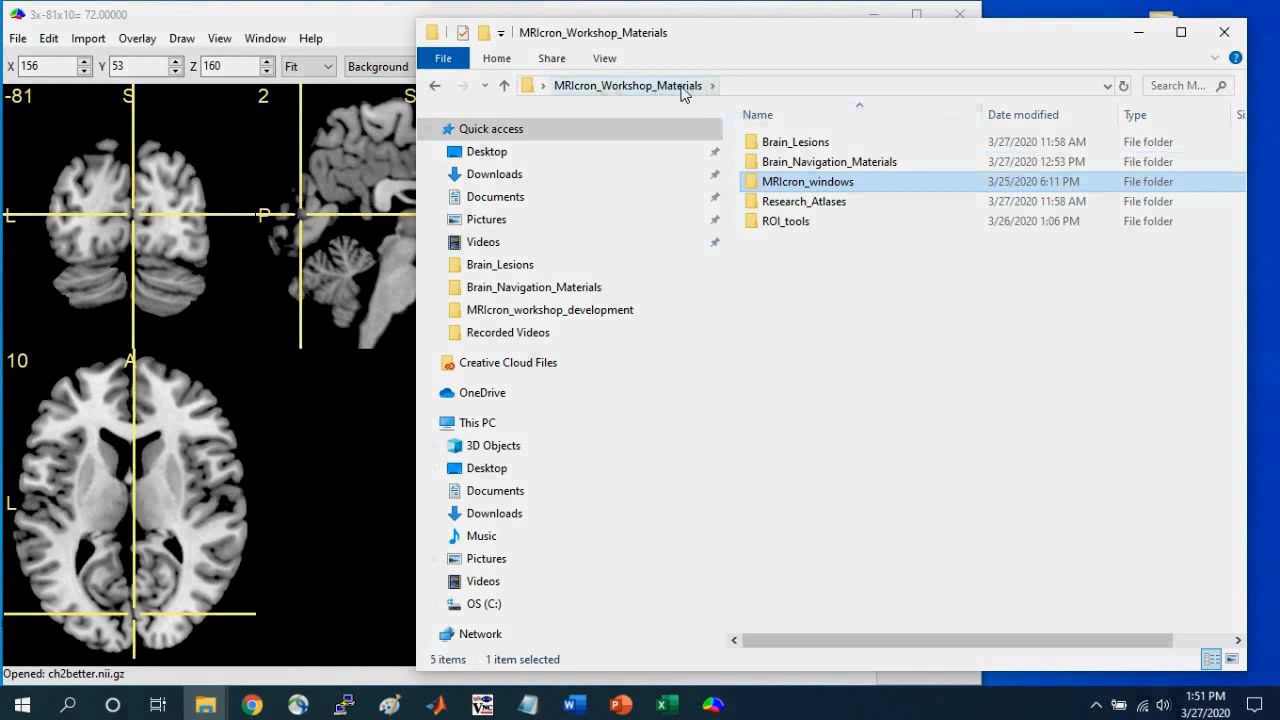 3x-81x10= 72.00000
File Edit Import Overlay Draw View Window Help
X 156 Y 53 Z 160 Fit Background
-81 S 2 S
L P
10 A
L
Opened: ch2better.nii.gz
MRIcron_Workshop_Materials
File Home Share View
MRIcron_Workshop_Materials Search M...
Name Date modified Type Si
Quick access
Desktop
Downloads
Documents
Pictures
Videos
Brain_Lesions
Brain_Navigation_Materials
MRIcron_workshop_development
Recorded Videos
Creative Cloud Files
OneDrive
This PC
3D Objects
Desktop
Documents
Downloads
Music
Pictures
Videos
OS (C:)
Network
Brain_Lesions 3/27/2020 11:58 AM File folder
Brain_Navigation_Materials 3/27/2020 12:53 PM File folder
MRIcron_windows 3/25/2020 6:11 PM File folder
Research_Atlases 3/27/2020 11:58 AM File folder
ROI_tools 3/26/2020 1:06 PM File folder
5 items 1 item selected
1:51 PM
3/27/2020